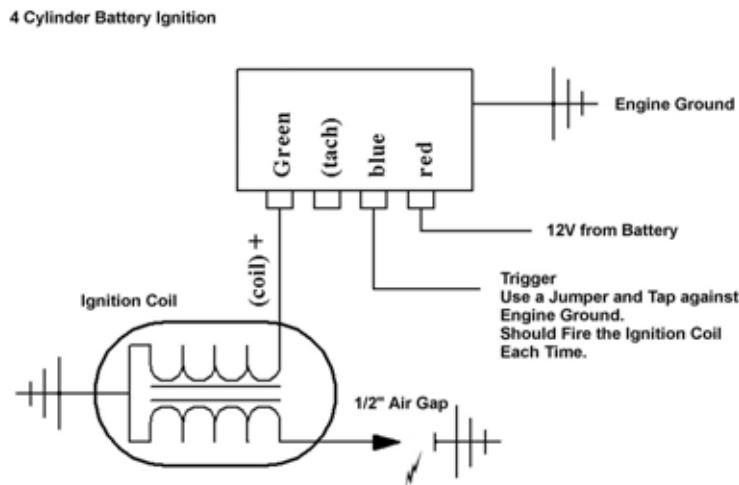 4 Cylinder Battery Ignition
Green
(tach)
blue
red
Engine Ground
12V from Battery
(coil) +
Trigger
Use a Jumper and Tap against
Engine Ground.
Should Fire the Ignition Coil
Each Time.
Ignition Coil
1/2" Air Gap